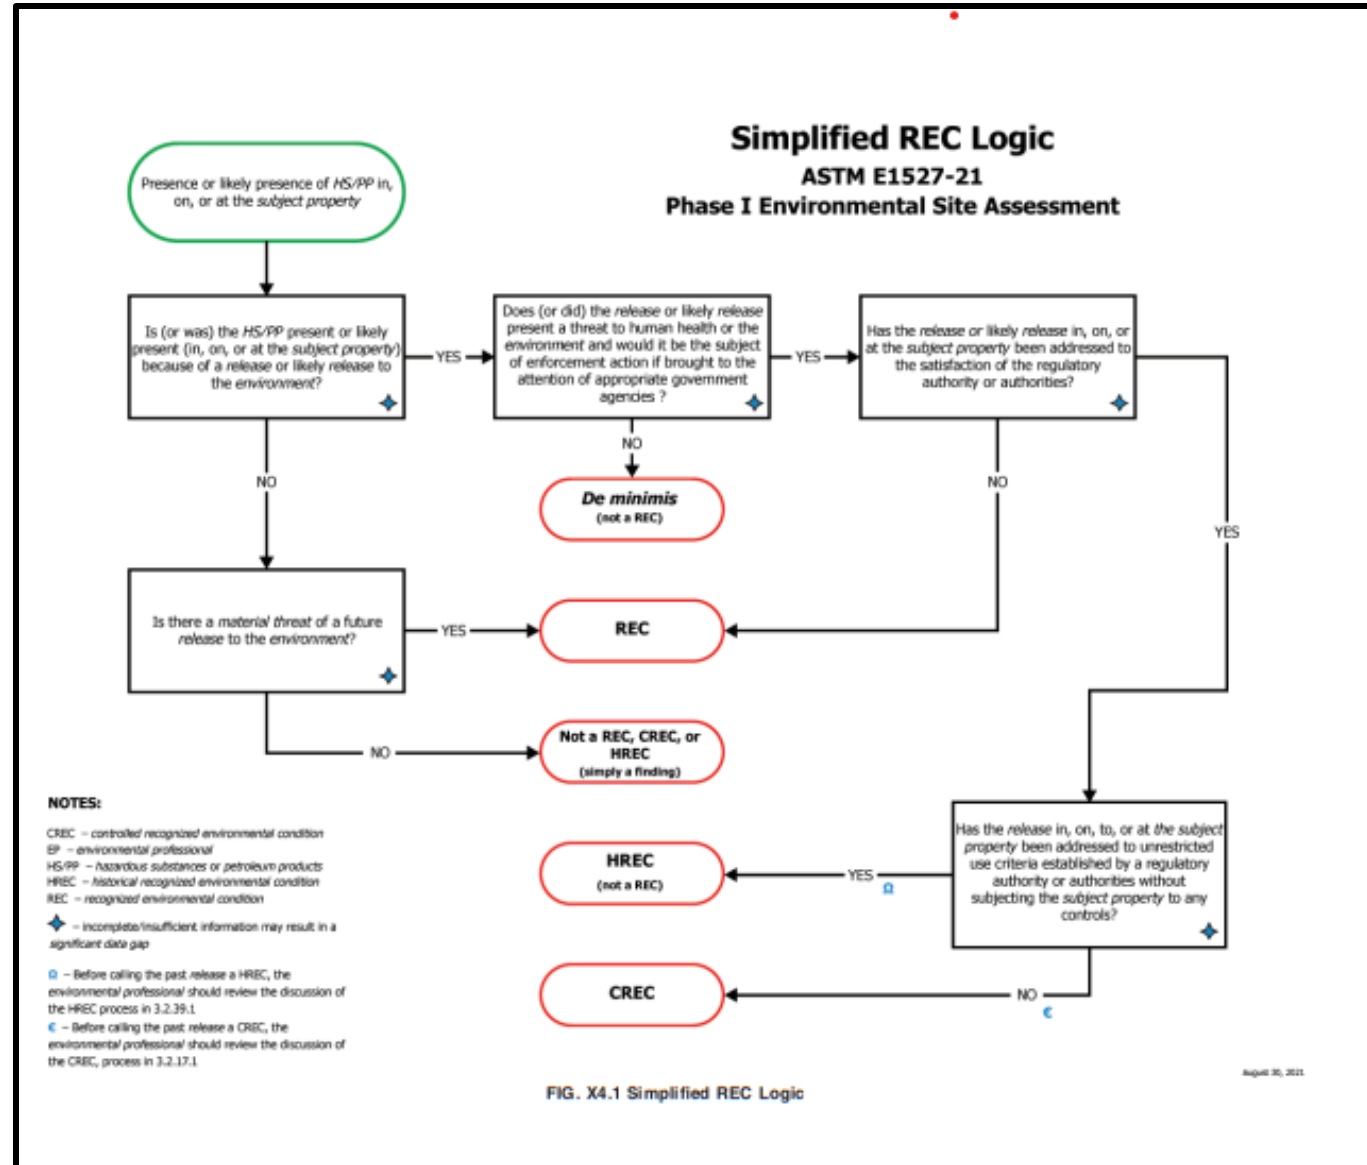 Simplified REC Logic
ASTM E1527-21
Phase I Environmental Site Assessment
Presence or likely presence of HS/PP in,
on, or at the subject property
Is (or was) the HS/PP present or likely
present (in, on, or at the subject property)
because of a release or likely release to
the environment?
YES
Does (or did) the release or likely release
present a threat to human health or the
environment and would it be the subject
of enforcement action if brought to the
attention of appropriate government
agencies ?
YES
Has the release or likely release in, on, or
at the subject property been addressed to
the satisfaction of the regulatory
authority or authorities?
NO
De minimis
(not a REC)
NO
NO
YES
Is there a material threat of a future
release to the environment?
YES
REC
NO
Not a REC, CREC, or
HREC
(simply a finding)
Has the release in, on, to, or at the subject
property been addressed to unrestricted
use criteria established by a regulatory
authority or authorities without
subjecting the subject property to any
controls?
YES
Ω
HREC
(not a REC)
NO
€
CREC
NOTES:
CREC – controlled recognized environmental condition
EP – environmental professional
HS/PP – hazardous substances or petroleum products
HREC – historical recognized environmental condition
REC – recognized environmental condition
– incomplete/insufficient information may result in a
significant data gap
Ω – Before calling the past release a HREC, the
environmental professional should review the discussion of
the HREC process in 3.2.39.1
€ – Before calling the past release a CREC, the
environmental professional should review the discussion of
the CREC, process in 3.2.17.1
August 30, 2021
FIG. X4.1 Simplified REC Logic